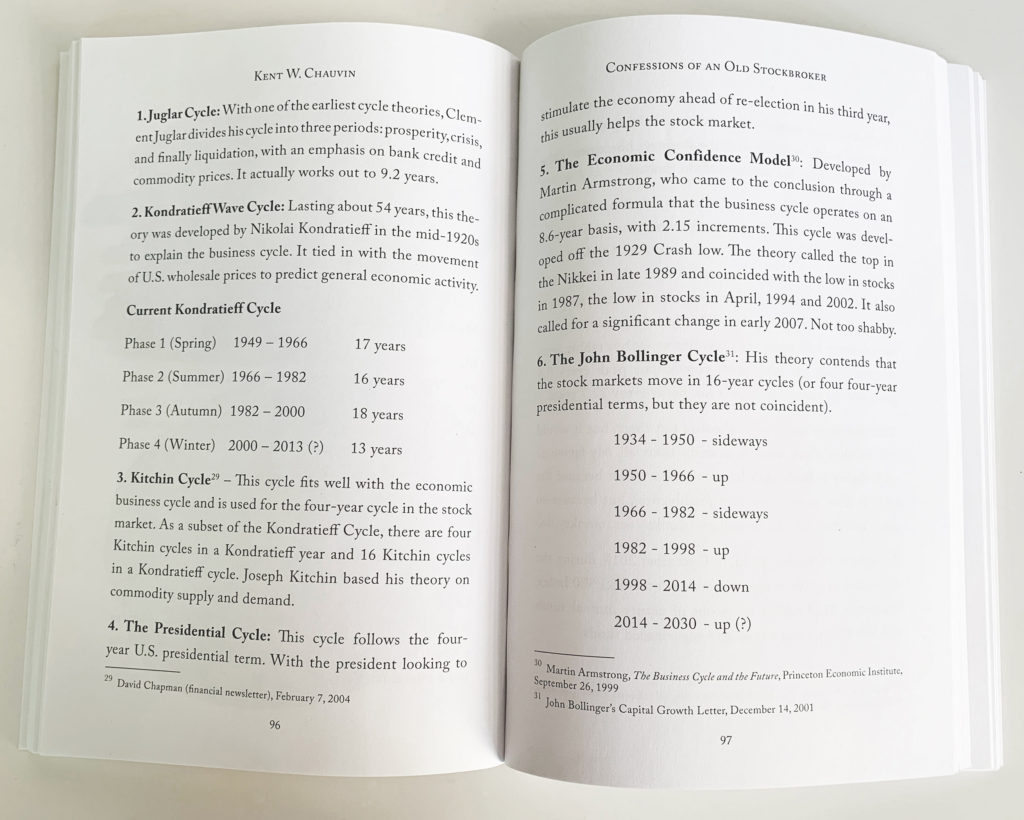 KENT W. CHAUVIN
1. Juglar Cycle: With one of the earliest cycle theories, Clem-
ent Juglar divides his cycle into three periods: prosperity, crisis,
and finally liquidation, with an emphasis on bank credit and
commodity prices. It actually works out to 9.2 years.
2. Kondratieff Wave Cycle: Lasting about 54 years, this the-
ory was developed by Nikolai Kondratieff in the mid-1920s
to explain the business cycle. It tied in with the movement
of U.S. wholesale prices to predict general economic activity.
Current Kondratieff Cycle
Phase 1 (Spring) 1949 – 1966 17 years
Phase 2 (Summer) 1966 – 1982 16 years
Phase 3 (Autumn) 1982 – 2000 18 years
Phase 4 (Winter) 2000 – 2013 (?) 13 years
3. Kitchin Cycle29 – This cycle fits well with the economic
business cycle and is used for the four-year cycle in the stock
market. As a subset of the Kondratieff Cycle, there are four
Kitchin cycles in a Kondratieff year and 16 Kitchin cycles
in a Kondratieff cycle. Joseph Kitchin based his theory on
commodity supply and demand.
4. The Presidential Cycle: This cycle follows the four-
year U.S. presidential term. With the president looking to
29 David Chapman (financial newsletter), February 7, 2004
96
CONFESSIONS OF AN OLD STOCKBROKER
stimulate the economy ahead of re-election in his third year,
this usually helps the stock market.
5. The Economic Confidence Model30: Developed by
Martin Armstrong, who came to the conclusion through a
complicated formula that the business cycle operates on an
8.6-year basis, with 2.15 increments. This cycle was devel-
oped off the 1929 Crash low. The theory called the top in
the Nikkei in late 1989 and coincided with the low in stocks
in 1987, the low in stocks in April, 1994 and 2002. It also
called for a significant change in early 2007. Not too shabby.
6. The John Bollinger Cycle31: His theory contends that
the stock markets move in 16-year cycles (or four four-year
presidential terms, but they are not coincident).
1934 - 1950 - sideways
1950 - 1966 - up
1966 - 1982 - sideways
1982 - 1998 - up
1998 - 2014 - down
2014 - 2030 - up (?)
30 Martin Armstrong, The Business Cycle and the Future, Princeton Economic Institute,
September 26, 1999
31 John Bollinger's Capital Growth Letter, December 14, 2001
97